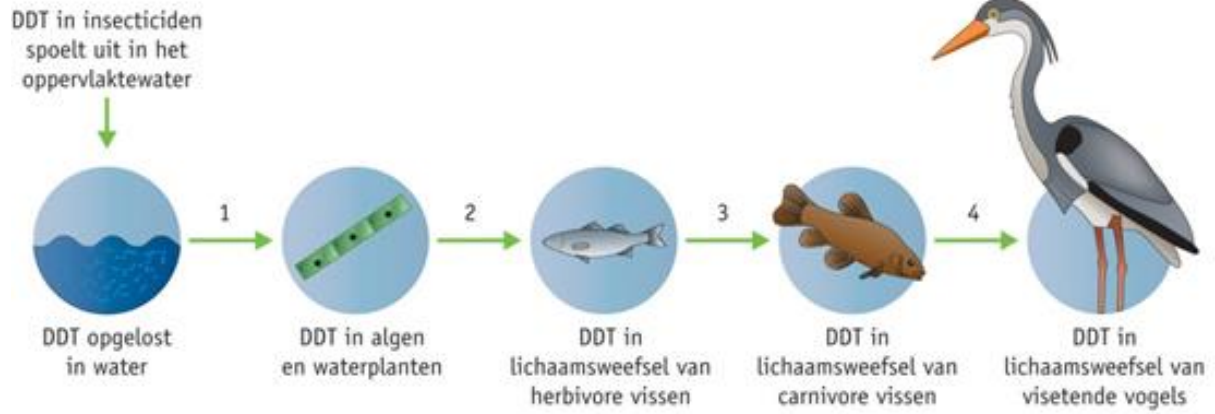 DDT in insecticiden
spoelt uit in het
oppervlaktewater
1
2
3
4
DDT opgelost
in water
DDT in algen
en waterplanten
DDT in
lichaamsweefsel van
herbivore vissen
DDT in
lichaamsweefsel van
carnivore vissen
DDT in
lichaamsweefsel van
visetende vogels